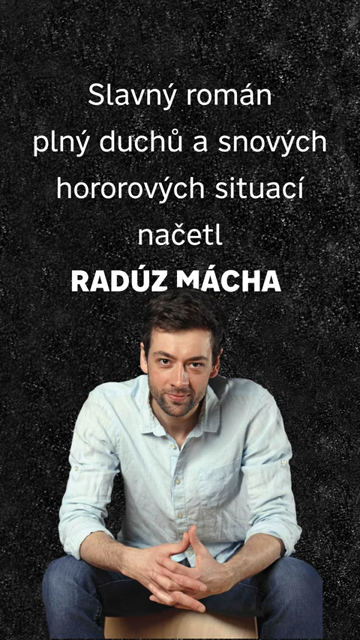 Slavný román
plný duchů a snových
hororových situací
načetl
RADÚZ MÁCHA